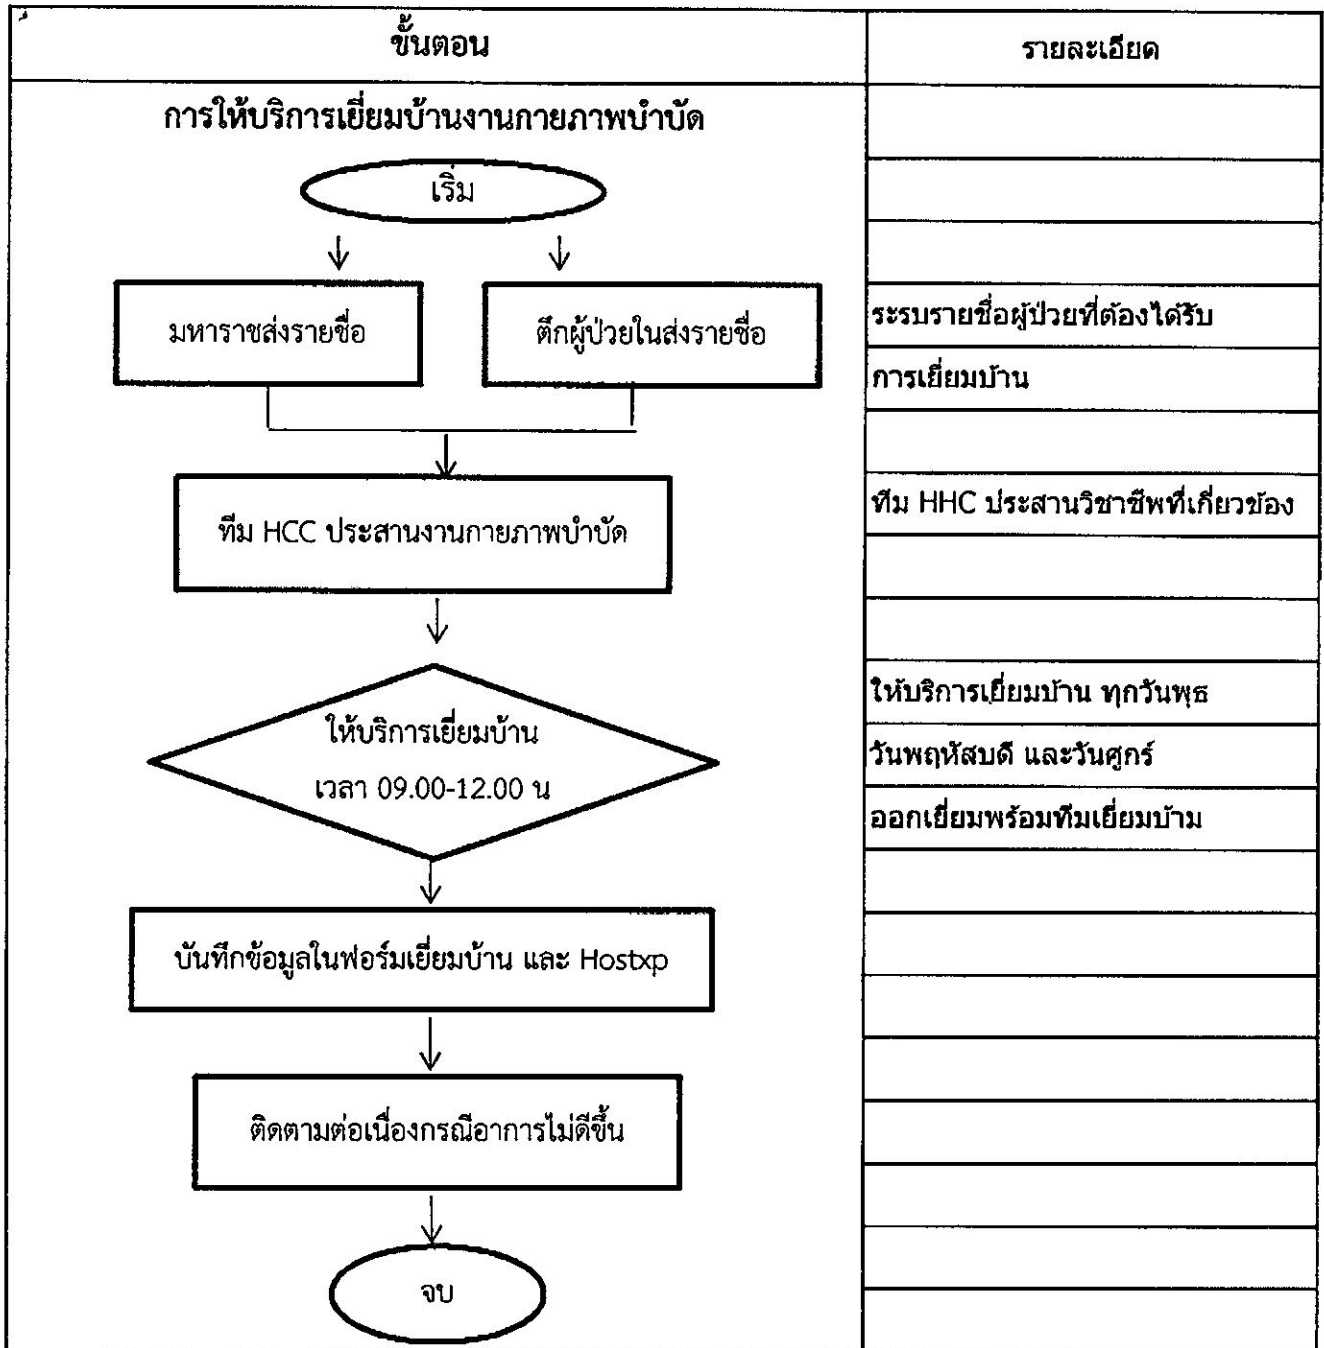 ขั้นตอน
รายละเอียด
การให้บริการเยี่ยมบ้านงานกายภาพบำบัด
เริ่ม
มหาราชส่งรายชื่อ
ตึกผู้ป่วยในส่งรายชื่อ
ระรบรายชื่อผู้ป่วยที่ต้องได้รับ
การเยี่ยมบ้าน
ทีม HCC ประสานงานกายภาพบำบัด
ทีม HHC ประสานวิชาชีพที่เกี่ยวข้อง
ให้บริการเยี่ยมบ้าน
เวลา 09.00-12.00 น
ให้บริการเยี่ยมบ้าน ทุกวันพุธ
วันพฤหัสบดี และวันศุกร์
ออกเยี่ยมพร้อมทีมเยี่ยมบ้าม
บันทึกข้อมูลในฟอร์มเยี่ยมบ้าน และ Hostxp
ติดตามต่อเนื่องกรณีอาการไม่ดีขึ้น
จบ